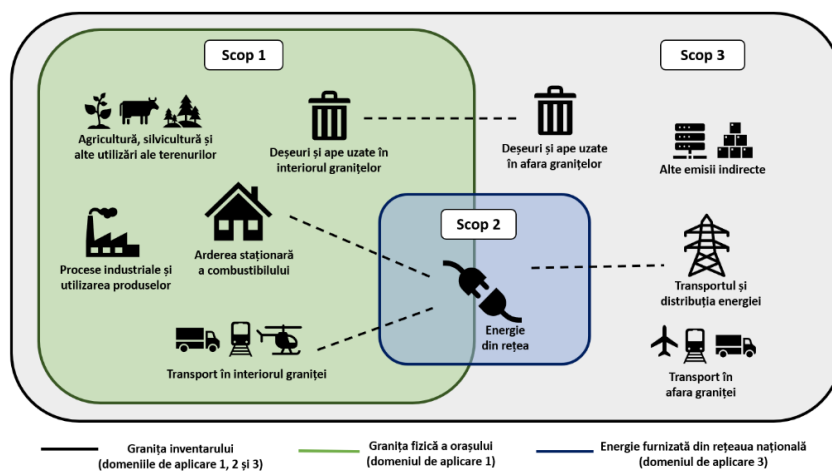 Scop 1
Scop 3
Agricultură, silvicultură și
alte utilizări ale terenurilor
Deșeuri și ape uzate în
interiorul granițelor
Deșeuri și ape uzate
în afara granițelor
Alte emisii indirecte
Scop 2
Procese industriale și
utilizarea produselor
Arderea staționară
a combustibilului
Energie
din rețea
Transportul și
distribuția energiei
Transport în interiorul graniței
Transport în
afara graniței
Granița inventarului
(domeniile de aplicare 1, 2 și 3)
Granița fizică a orașului
(domeniul de aplicare 1)
Energie furnizată din rețeaua națională
(domeniul de aplicare 3)